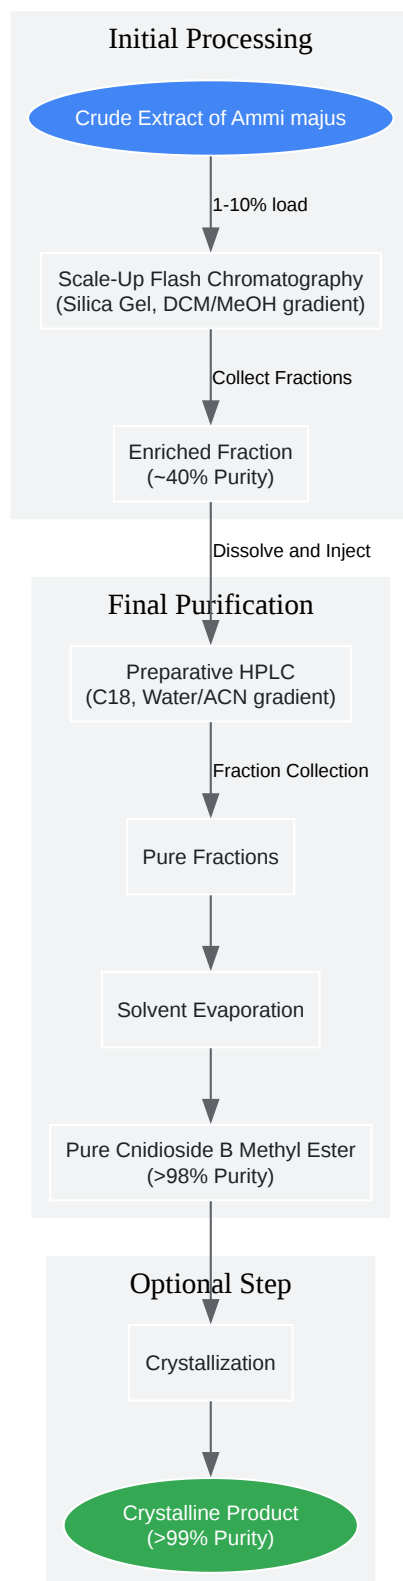 Initial Processing
Crude Extract of Ammi majus
1-10% load
Scale-Up Flash Chromatography
(Silica Gel, DCM/MeOH gradient)
Collect Fractions
Enriched Fraction
(~40% Purity)
Dissolve and Inject
Final Purification
Preparative HPLC
(C18, Water/ACN gradient)
Fraction Collection
Pure Fractions
Solvent Evaporation
Pure Cnidioside B Methyl Ester
(>98% Purity)
Optional Step
Crystallization
Crystalline Product
(>99% Purity)